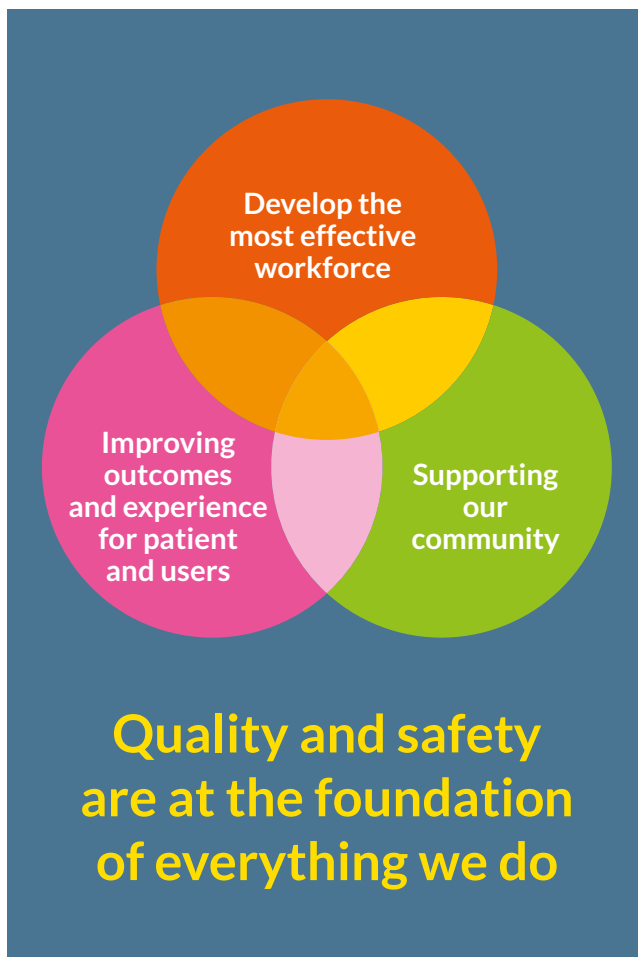 Develop the
most effective
workforce
Improving
outcomes
and experience
for patient
and users
Supporting
our
community
Quality and safety
are at the foundation
of everything we do